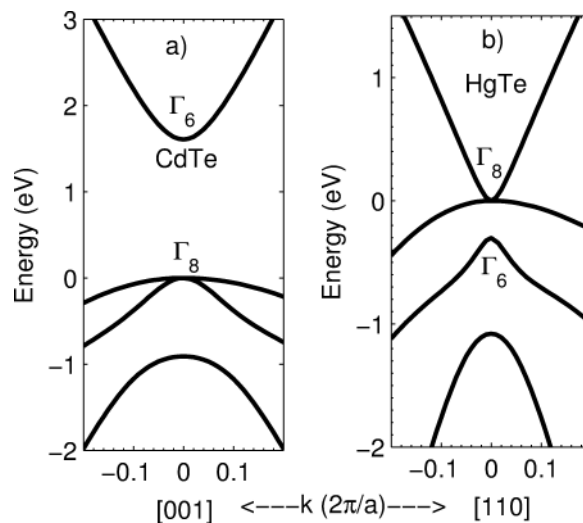 a)
Γ6
CdTe
Γ8
Energy (eV)
3
2
1
0
−1
−2
−0.1 0 0.1
[001]
b)
HgTe
Γ8
Γ6
Energy (eV)
1
0
−1
−2
−0.1 0 0.1
[110]
<---k (2π/a)--->